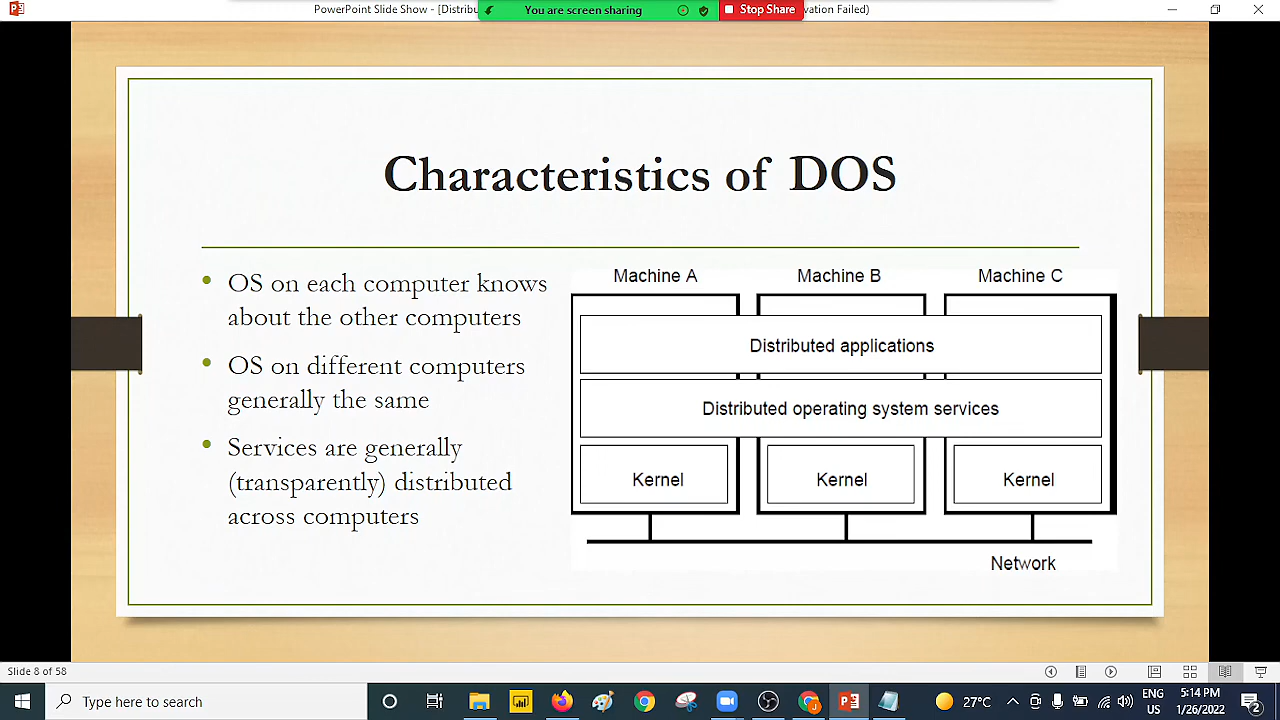 PowerPoint Slide Show - [Distribu
You are screen sharing
Stop Share
vation Failed)
Characteristics of DOS
• OS on each computer knows
about the other computers
• OS on different computers
generally the same
• Services are generally
(transparently) distributed
across computers
Machine A Machine B Machine C
Distributed applications
Distributed operating system services
Kernel Kernel Kernel
Network
Slide 8 of 58
Type here to search
27°C
ENG
US
5:14 PM
1/26/2022
2